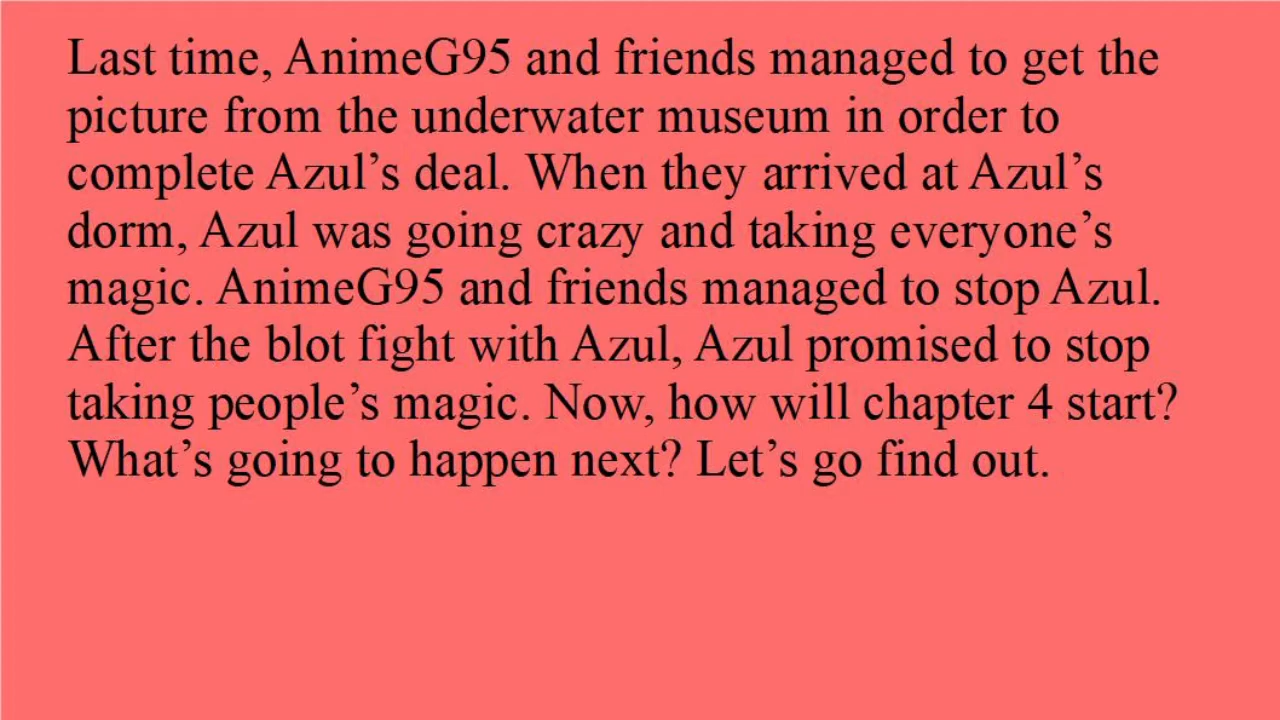 Last time, AnimeG95 and friends managed to get the
picture from the underwater museum in order to
complete Azul’s deal. When they arrived at Azul’s
dorm, Azul was going crazy and taking everyone’s
magic. AnimeG95 and friends managed to stop Azul.
After the blot fight with Azul, Azul promised to stop
taking people’s magic. Now, how will chapter 4 start?
What’s going to happen next? Let’s go find out.